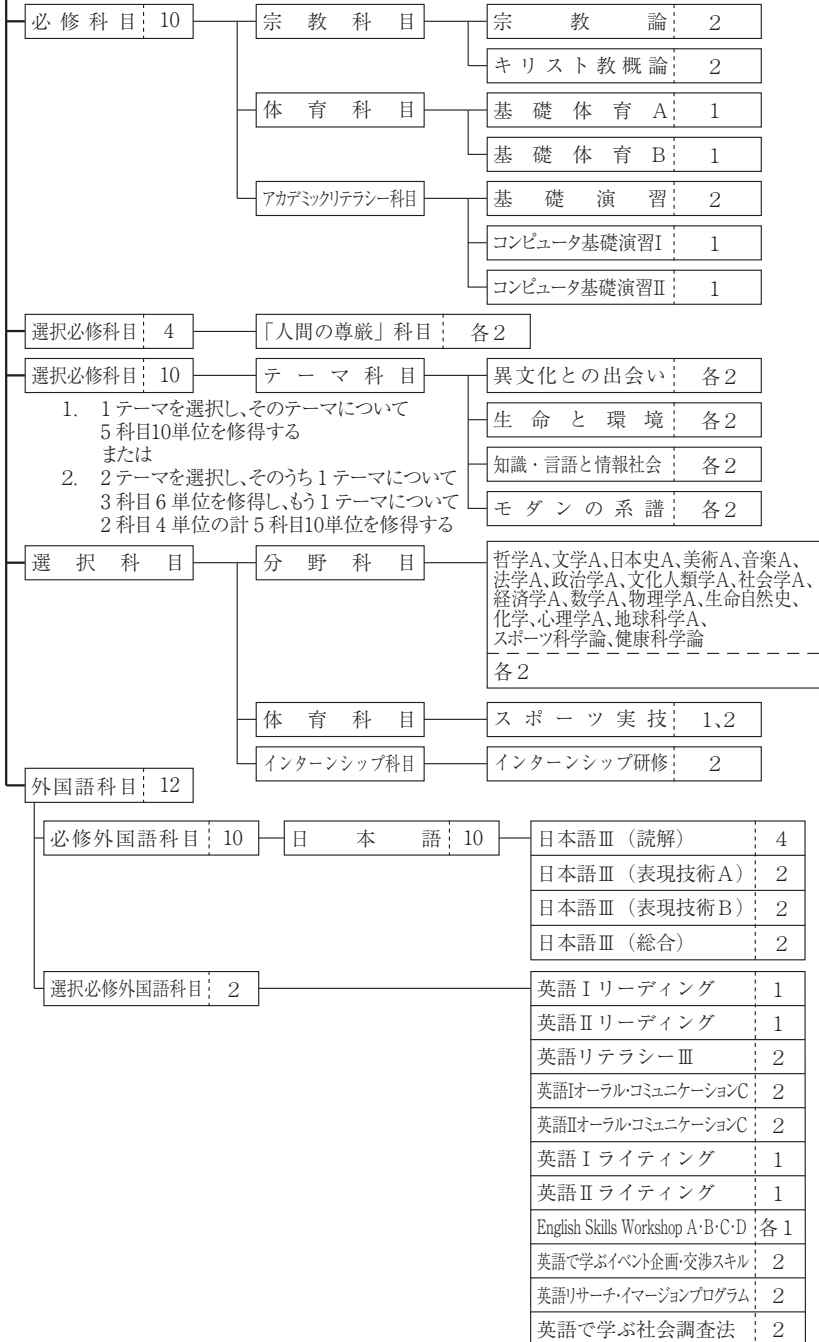 必修科目 10 宗教科目 宗教論 2
キリスト教概論 2
体育科目 基礎体育A 1
基礎体育B 1
アカデミックリテラシー科目 基礎演習 2
コンピュータ基礎演習I 1
コンピュータ基礎演習II 1
選択必修科目 4 「人間の尊厳」科目 各2
選択必修科目 10 テーマ科目 異文化との出会い 各2
生命と環境 各2
知識・言語と情報社会 各2
モダンの系譜 各2
1. 1テーマを選択し、そのテーマについて
5科目10単位を修得する
または
2. 2テーマを選択し、そのうち1テーマについて
3科目6単位を修得し、もう1テーマについて
2科目4単位の計5科目10単位を修得する
選択科目 分野科目 哲学A、文学A、日本史A、美術A、音楽A、
法学A、政治学A、文化人類学A、社会学A、
経済学A、数学A、物理学A、生命自然史、
化学、心理学A、地球科学A、
スポーツ科学論、健康科学論
各2
体育科目 スポーツ実技 1、2
インターンシップ科目 インターンシップ研修 2
外国語科目 12
必修外国語科目 10 日本語 10 日本語Ⅲ(読解) 4
日本語Ⅲ(表現技術A) 2
日本語Ⅲ(表現技術B) 2
日本語Ⅲ(総合) 2
選択必修外国語科目 2 英語Ⅰリーディング 1
英語Ⅱリーディング 1
英語リテラシーⅢ 2
英語Iオーラル・コミュニケーションC 2
英語IIオーラル・コミュニケーションC 2
英語Ⅰライティング 1
英語Ⅱライティング 1
English Skills Workshop A・B・C・D 各1
英語で学ぶイベント企画・交渉スキル 2
英語リサーチ・イマージョンプログラム 2
英語で学ぶ社会調査法 2